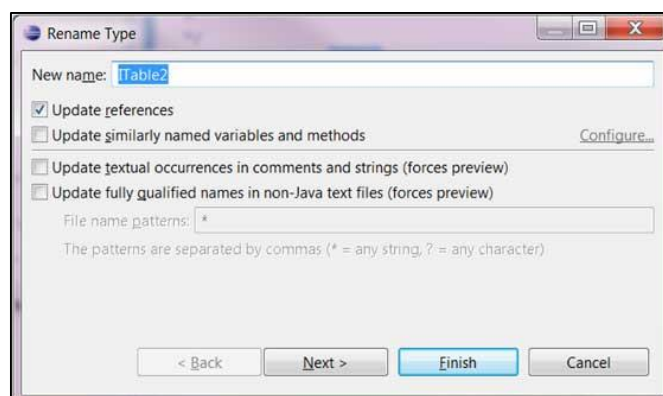 Rename Type
New name: ITable2
Update references
Update similarly named variables and methods Configure...
Update textual occurrences in comments and strings (forces preview)
Update fully qualified names in non-Java text files (forces preview)
File name patterns: *
The patterns are separated by commas (* = any string, ? = any character)
< Back Next > Finish Cancel